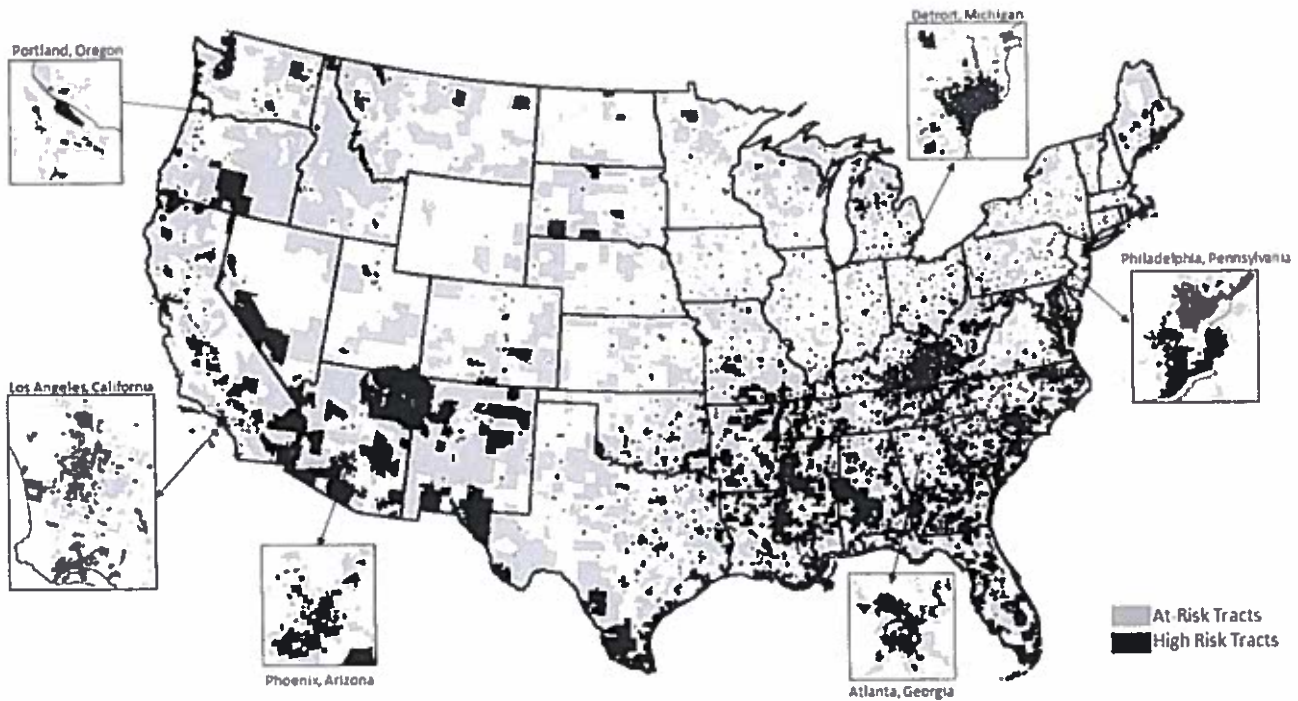 Detroit, Michigan
Portland, Oregon
Philadelphia, Pennsylvania
Los Angeles, California
At-Risk Tracts
High Risk Tracts
Phoenix, Arizona
Atlanta, Georgia